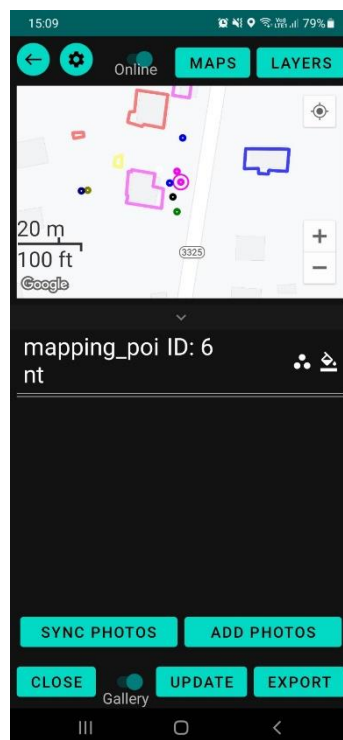 15:09 79%
Online MAPS LAYERS
20 m
100 ft
3325
Google
mapping_poi ID: 6
nt
SYNC PHOTOS ADD PHOTOS
CLOSE Gallery UPDATE EXPORT